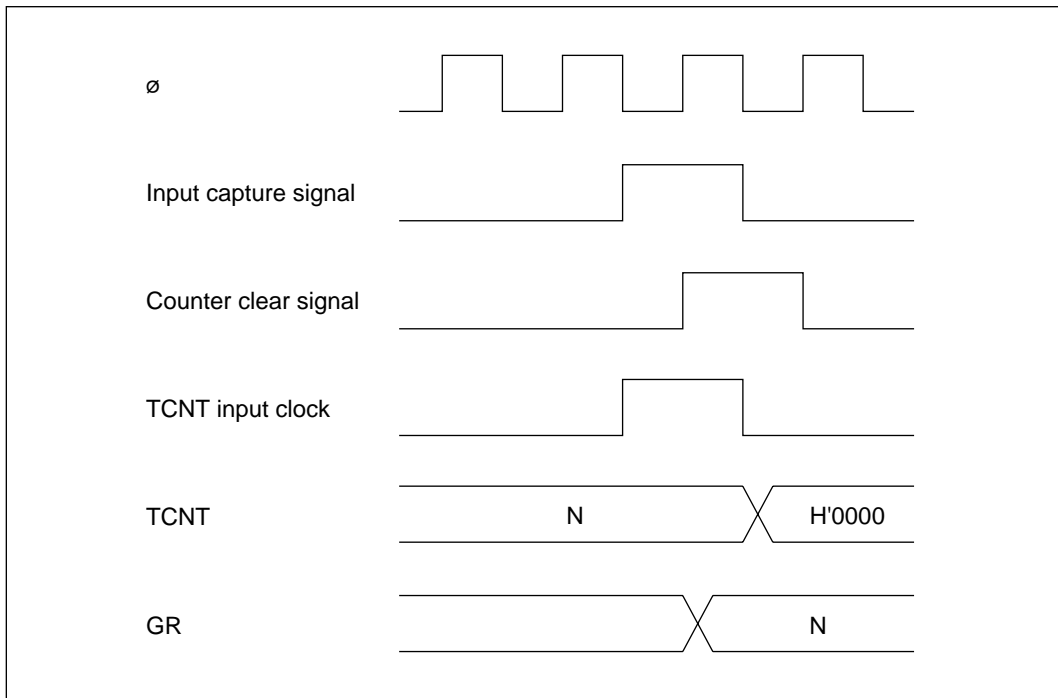 ø
Input capture signal
Counter clear signal
TCNT input clock
TCNT N H'0000
GR N